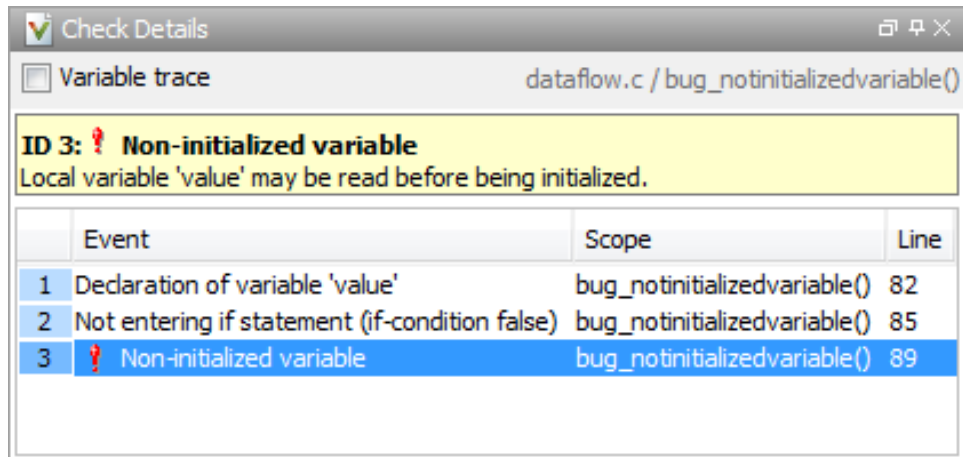 Check Details
Variable trace dataflow.c / bug_notinitializedvariable()
ID 3: Non-initialized variable
Local variable 'value' may be read before being initialized.
Event Scope Line
1 Declaration of variable 'value' bug_notinitializedvariable() 82
2 Not entering if statement (if-condition false) bug_notinitializedvariable() 85
3 Non-initialized variable bug_notinitializedvariable() 89